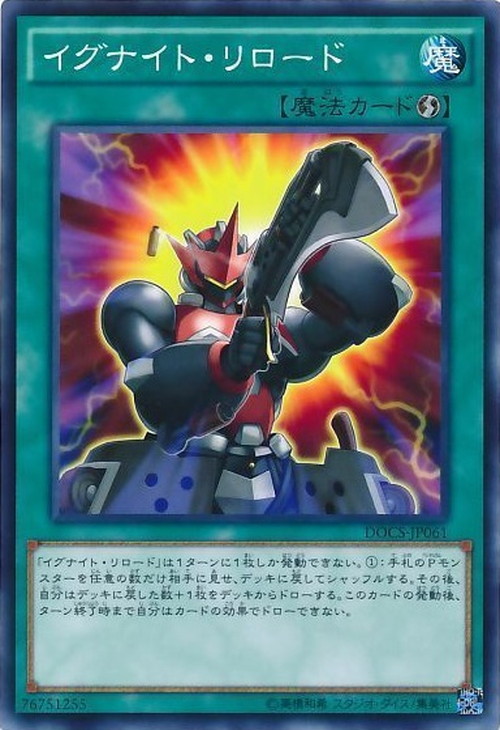 イグナイト・リロード
魔
【魔法カード】
DOCS-JP061
「イグナイト・リロード」は1ターンに1枚しか発動できない。①:手札のPモン
スターを任意の数だけ相手に見せ、デッキに戻してシャッフルする。その後、
自分はデッキに戻した数+1枚をデッキからドローする。このカードの発動後、
ターン終了時まで自分はカードの効果でドローできない。
76751255
©高橋和希 スタジオ・ダイス/集英社